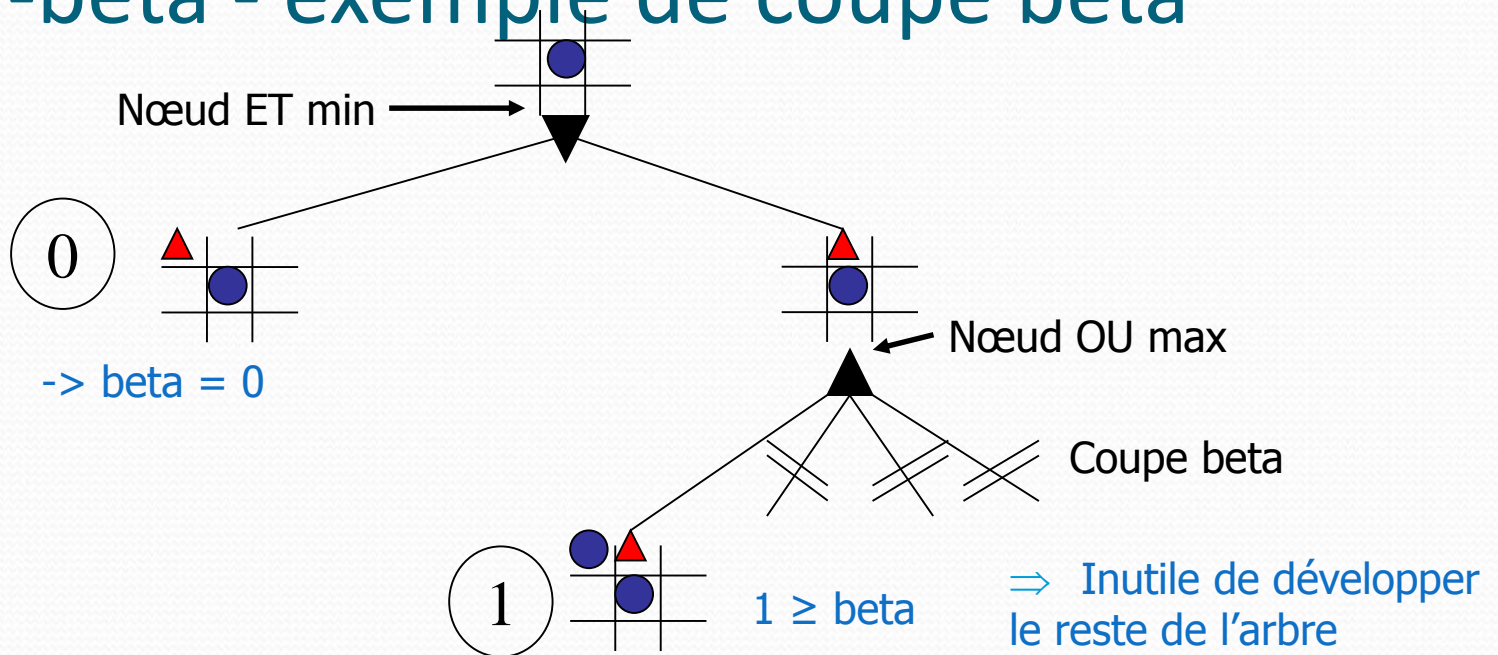 -beta - exemple de coupe beta
Nœud ET min
0
-> beta = 0
Nœud OU max
Coupe beta
1
1 ≥ beta
⇒ Inutile de développer
le reste de l’arbre